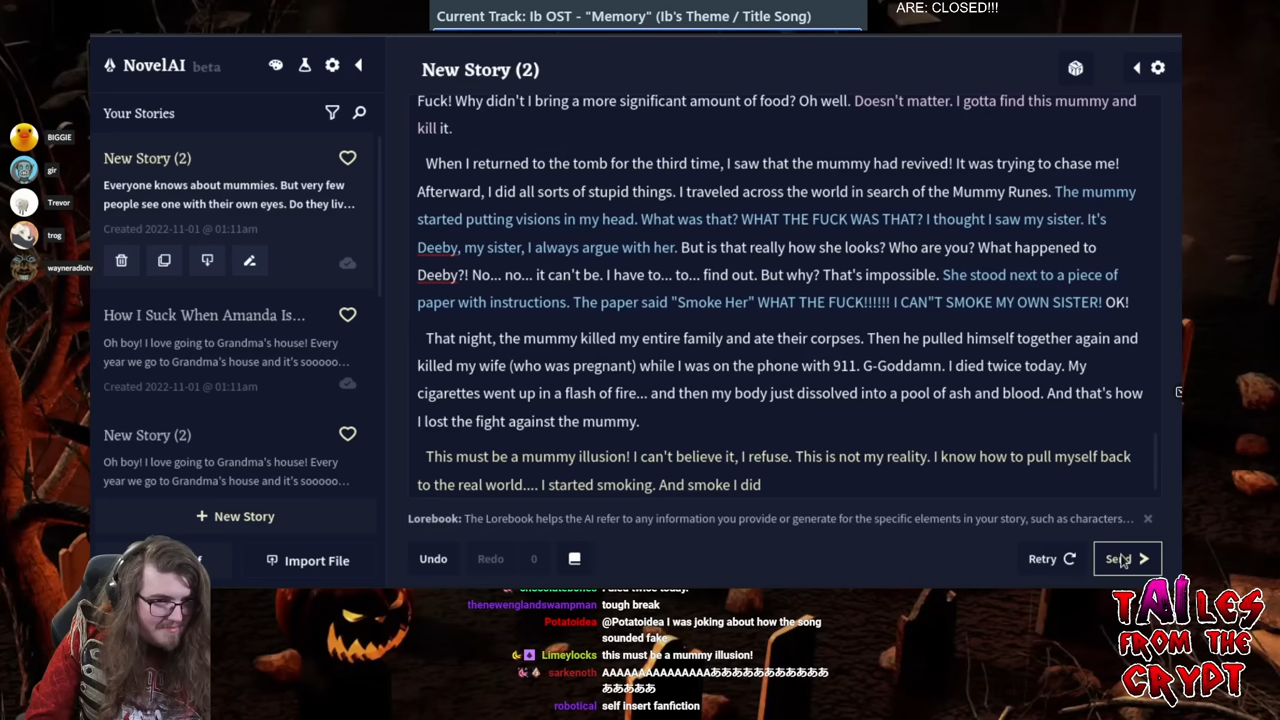 Current Track: Ib OST - "Memory" (Ib's Theme / Title Song)
ARE: CLOSED!!!
NovelAI beta
New Story (2)
Your Stories
BIGGIE
gir
Trevor
trog
wayneradiotv
New Story (2)
Everyone knows about mummies. But very few
people see one with their own eyes. Do they liv...
Created 2022-11-01 @ 01:11am
How I Suck When Amanda Is...
Oh boy! I love going to Grandma's house! Every
year we go to Grandma's house and it's sooooo...
Created 2022-11-01 @ 01:11am
New Story (2)
Oh boy! I love going to Grandma's house! Every
year we go to Grandma's house and it's sooooo...
+ New Story
Import File
Fuck! Why didn't I bring a more significant amount of food? Oh well. Doesn't matter. I gotta find this mummy and
kill it.
When I returned to the tomb for the third time, I saw that the mummy had revived! It was trying to chase me!
Afterward, I did all sorts of stupid things. I traveled across the world in search of the Mummy Runes. The mummy
started putting visions in my head. What was that? WHAT THE FUCK WAS THAT? I thought I saw my sister. It's
Deeby, my sister, I always argue with her. But is that really how she looks? Who are you? What happened to
Deeby?! No... no... it can't be. I have to... to... find out. But why? That's impossible. She stood next to a piece of
paper with instructions. The paper said "Smoke Her" WHAT THE FUCK!!!!!! I CAN"T SMOKE MY OWN SISTER! OK!
That night, the mummy killed my entire family and ate their corpses. Then he pulled himself together again and
killed my wife (who was pregnant) while I was on the phone with 911. G-Goddamn. I died twice today. My
cigarettes went up in a flash of fire... and then my body just dissolved into a pool of ash and blood. And that's how
I lost the fight against the mummy.
This must be a mummy illusion! I can't believe it, I refuse. This is not my reality. I know how to pull myself back
to the real world.... I started smoking. And smoke I did
Lorebook: The Lorebook helps the AI refer to any information you provide or generate for the specific elements in your story, such as characters...
Undo
Redo
0
Retry
Send
chocolatebones I died twice today.
thenewenglandswampman tough break
Potatoidea @Potatoidea I was joking about how the song
sounded fake
Limeylocks this must be a mummy illusion!
sarkenoth AAAAAAAAAAAAAAああああああああああああ
あああああ
robotical self insert fanfiction
TAILES
FROM THE
CRYPT